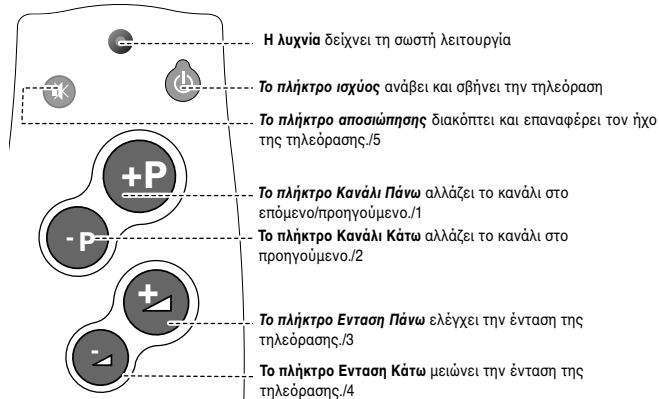 Η λυχνία δείχνει τη σωστή λειτουργία
Το πλήκτρο ισχύος ανάβει και σβήνει την τηλεόραση
Το πλήκτρο αποσιώπησης διακόπτει και επαναφέρει τον ήχο
της τηλεόρασης./5
+P
Το πλήκτρο Κανάλι Πάνω αλλάζει το κανάλι στο
επόμενο/προηγούμενο./1
- P
Το πλήκτρο Κανάλι Κάτω αλλάζει το κανάλι στο
προηγούμενο./2
+
Το πλήκτρο Ενταση Πάνω ελέγχει την ένταση της
τηλεόρασης./3
-
Το πλήκτρο Ενταση Κάτω μειώνει την ένταση της
τηλεόρασης./4